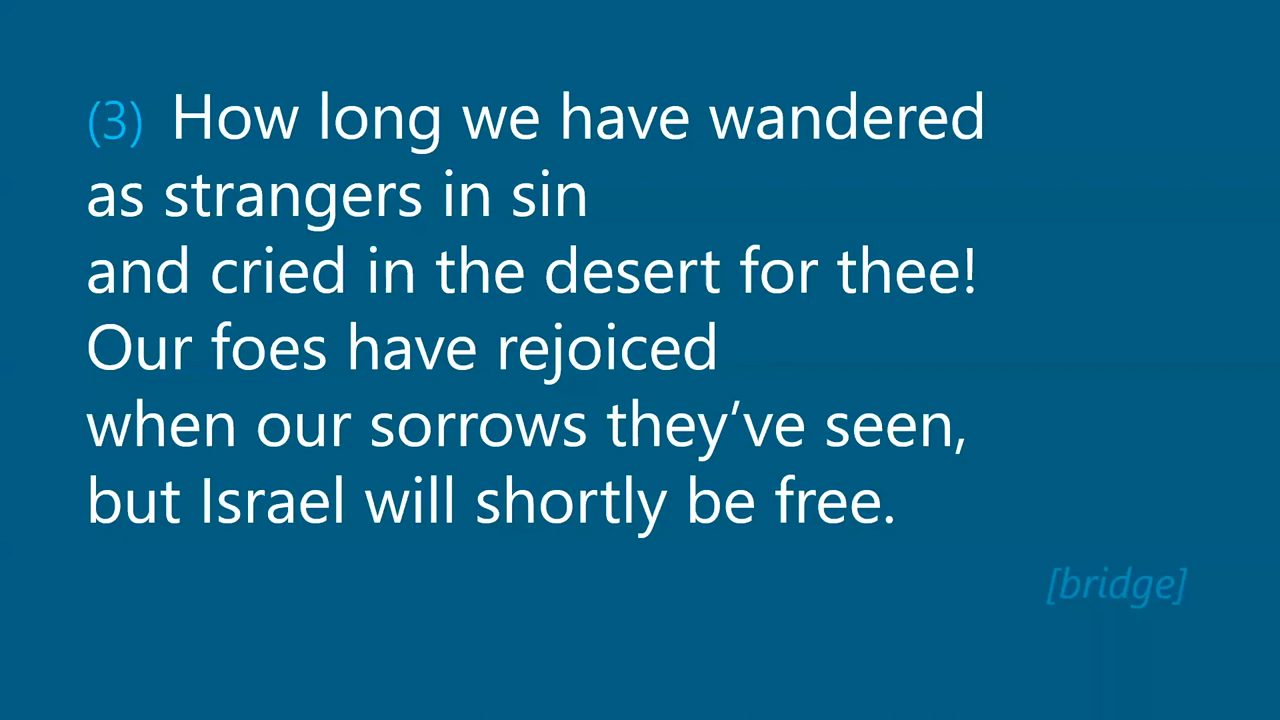 (3) How long we have wandered
as strangers in sin
and cried in the desert for thee!
Our foes have rejoiced
when our sorrows they’ve seen,
but Israel will shortly be free.
[bridge]